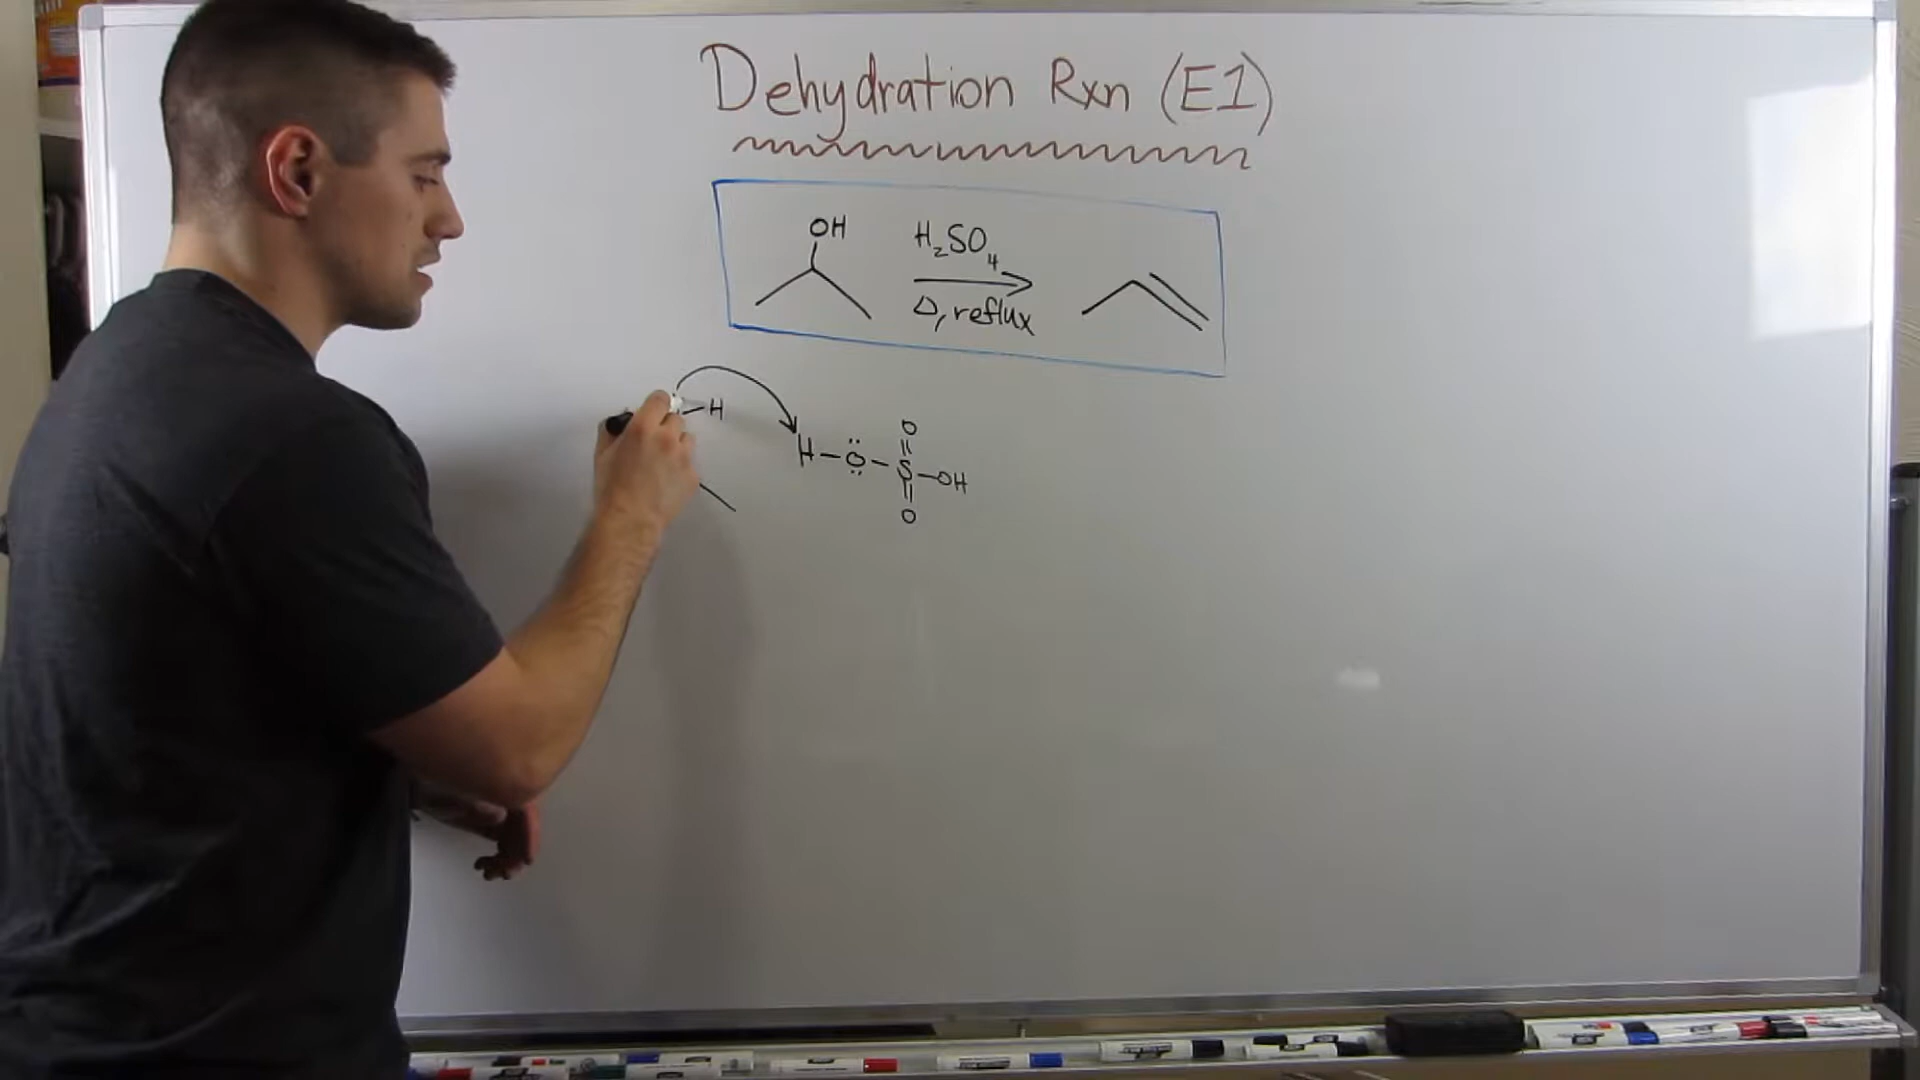 Dehydration Rxn (E1)
OH
H₂SO₄
Δ, reflux
H
O
H-O-S-OH
O